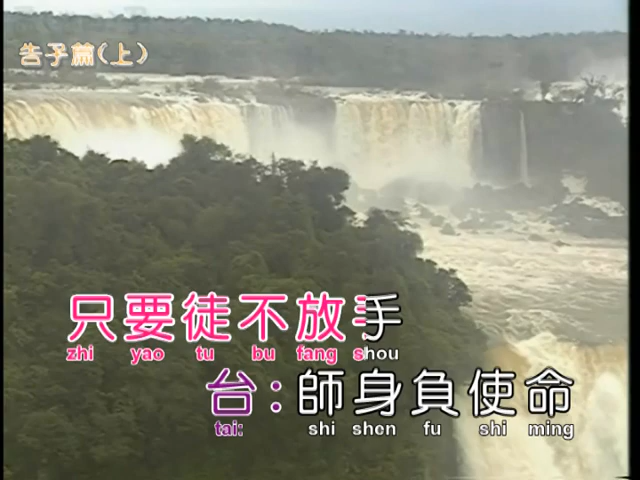 告子篇(上)
只要徒不放手
zhi yao tu bu fang shou
台:師身負使命
tai: shi shen fu shi ming